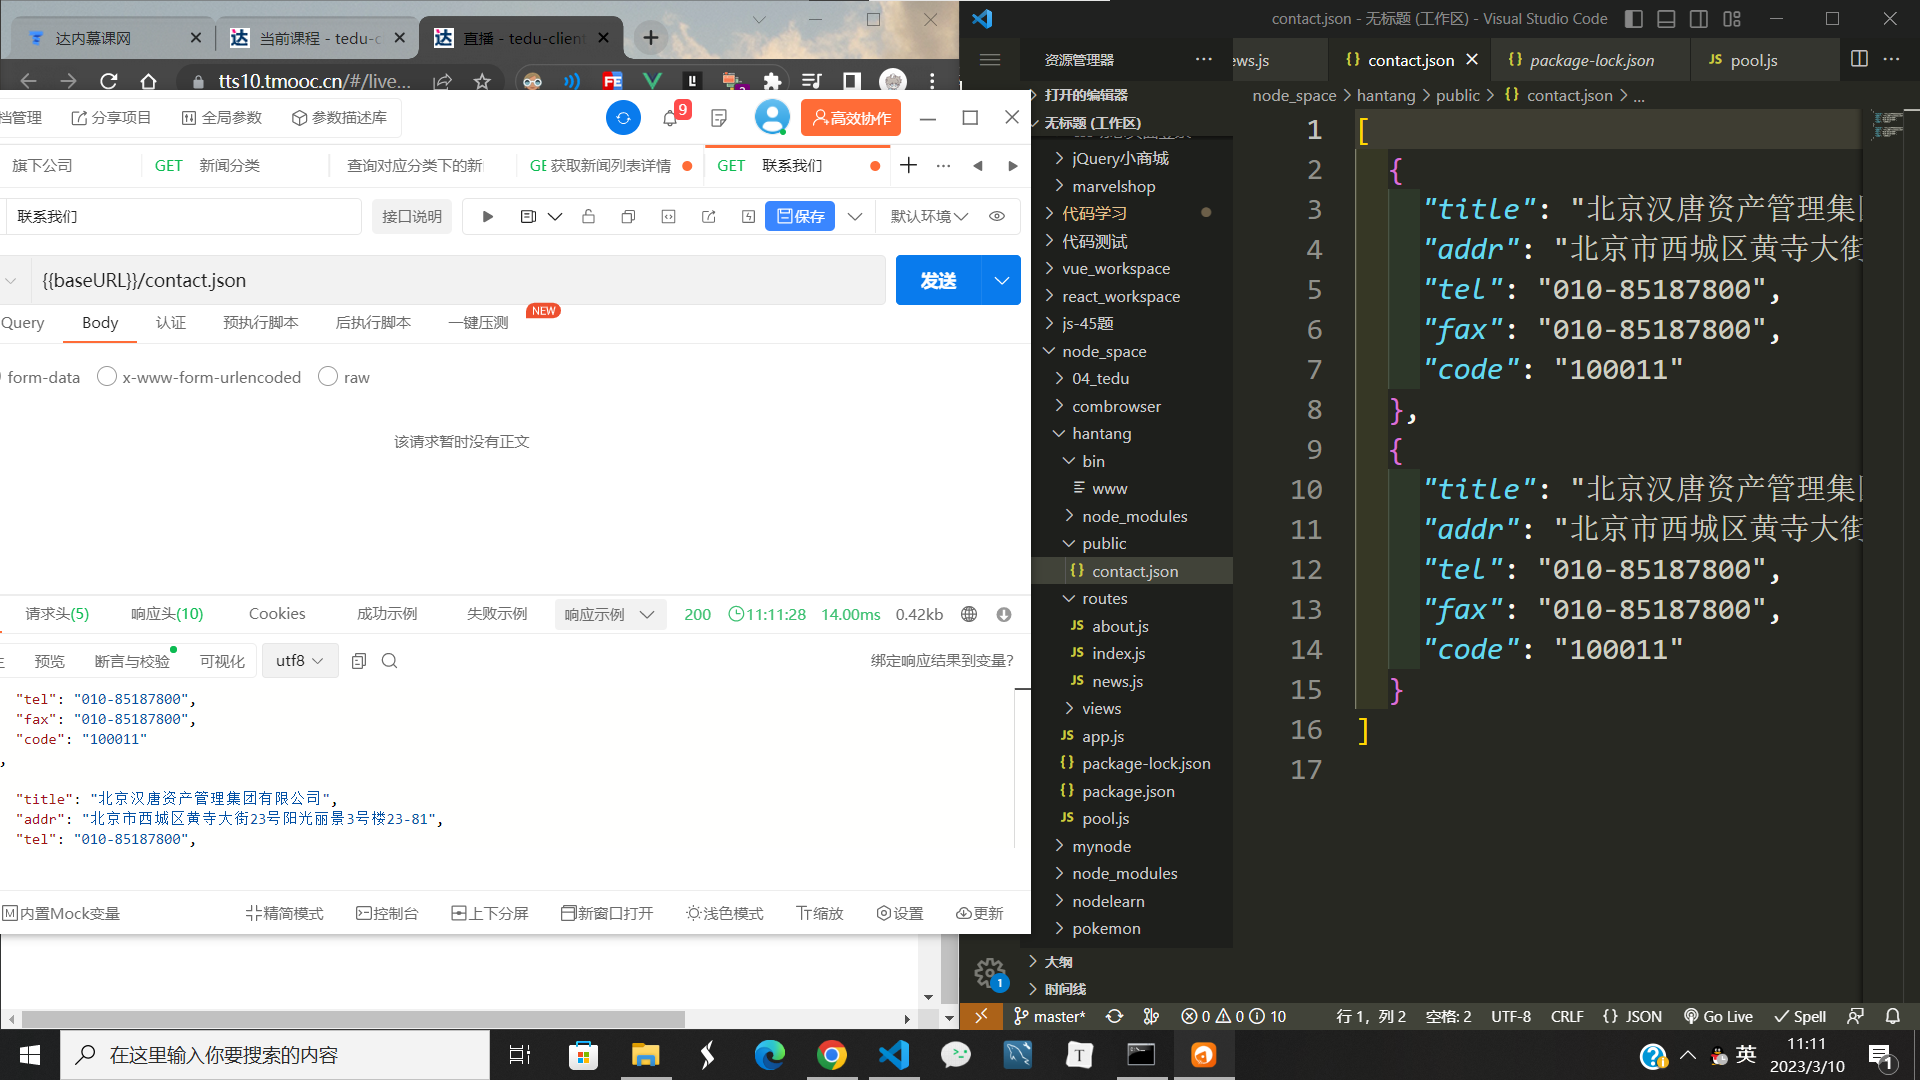 达内慕课网
当前课程 - tedu-c
直播 - tedu-client
tts10.tmooc.cn/#/live...
档管理
分享项目
全局参数
参数描述库
9
高效协作
旗下公司
GET 新闻分类
查询对应分类下的新
GE 获取新闻列表详情
GET 联系我们
联系我们
接口说明
保存
默认环境
{{baseURL}}/contact.json
发送
Query
Body
认证
预执行脚本
后执行脚本
一键压测
NEW
form-data
x-www-form-urlencoded
raw
该请求暂时没有正文
请求头(5)
响应头(10)
Cookies
成功示例
失败示例
响应示例
200
11:11:28
14.00ms
0.42kb
预览
断言与校验
可视化
utf8
绑定响应结果到变量?
"tel": "010-85187800",
"fax": "010-85187800",
"code": "100011"
,
"title": "北京汉唐资产管理集团有限公司",
"addr": "北京市西城区黄寺大街23号阳光丽景3号楼23-81",
"tel": "010-85187800",
内置Mock变量
精简模式
控制台
上下分屏
新窗口打开
浅色模式
缩放
设置
更新
contact.json - 无标题 (工作区) - Visual Studio Code
资源管理器
ews.js
contact.json
package-lock.json
JS pool.js
打开的编辑器
无标题 (工作区)
jQuery小商城
marvelshop
代码学习
代码测试
vue_workspace
react_workspace
js-45题
node_space
04_tedu
combrowser
hantang
bin
www
node_modules
public
contact.json
routes
JS about.js
JS index.js
JS news.js
views
JS app.js
package-lock.json
package.json
JS pool.js
mynode
node_modules
nodelearn
pokemon
大纲
时间线
1
node_space > hantang > public > {} contact.json > ...
1 [
2 {
3 "title": "北京汉唐资产管理集团
4 "addr": "北京市西城区黄寺大街
5 "tel": "010-85187800",
6 "fax": "010-85187800",
7 "code": "100011"
8 },
9 {
10 "title": "北京汉唐资产管理集团
11 "addr": "北京市西城区黄寺大街
12 "tel": "010-85187800",
13 "fax": "010-85187800",
14 "code": "100011"
15 }
16 ]
17
master*
0 0 10
行 1，列 2
空格: 2
UTF-8
CRLF
{} JSON
Go Live
Spell
在这里输入你要搜索的内容
英
11:11
2023/3/10
1